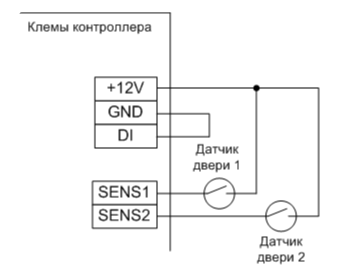 Клемы контроллера
+12V
GND
DI
Датчик
двери 1
SENS1
SENS2
Датчик
двери 2